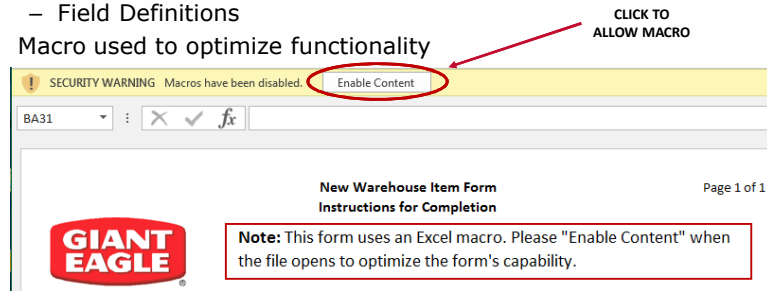 – Field Definitions
CLICK TO
ALLOW MACRO
Macro used to optimize functionality
! SECURITY WARNING Macros have been disabled. Enable Content
BA31 fx
New Warehouse Item Form
Page 1 of 1
Instructions for Completion
GIANT
EAGLE
®
Note: This form uses an Excel macro. Please "Enable Content" when
the file opens to optimize the form's capability.